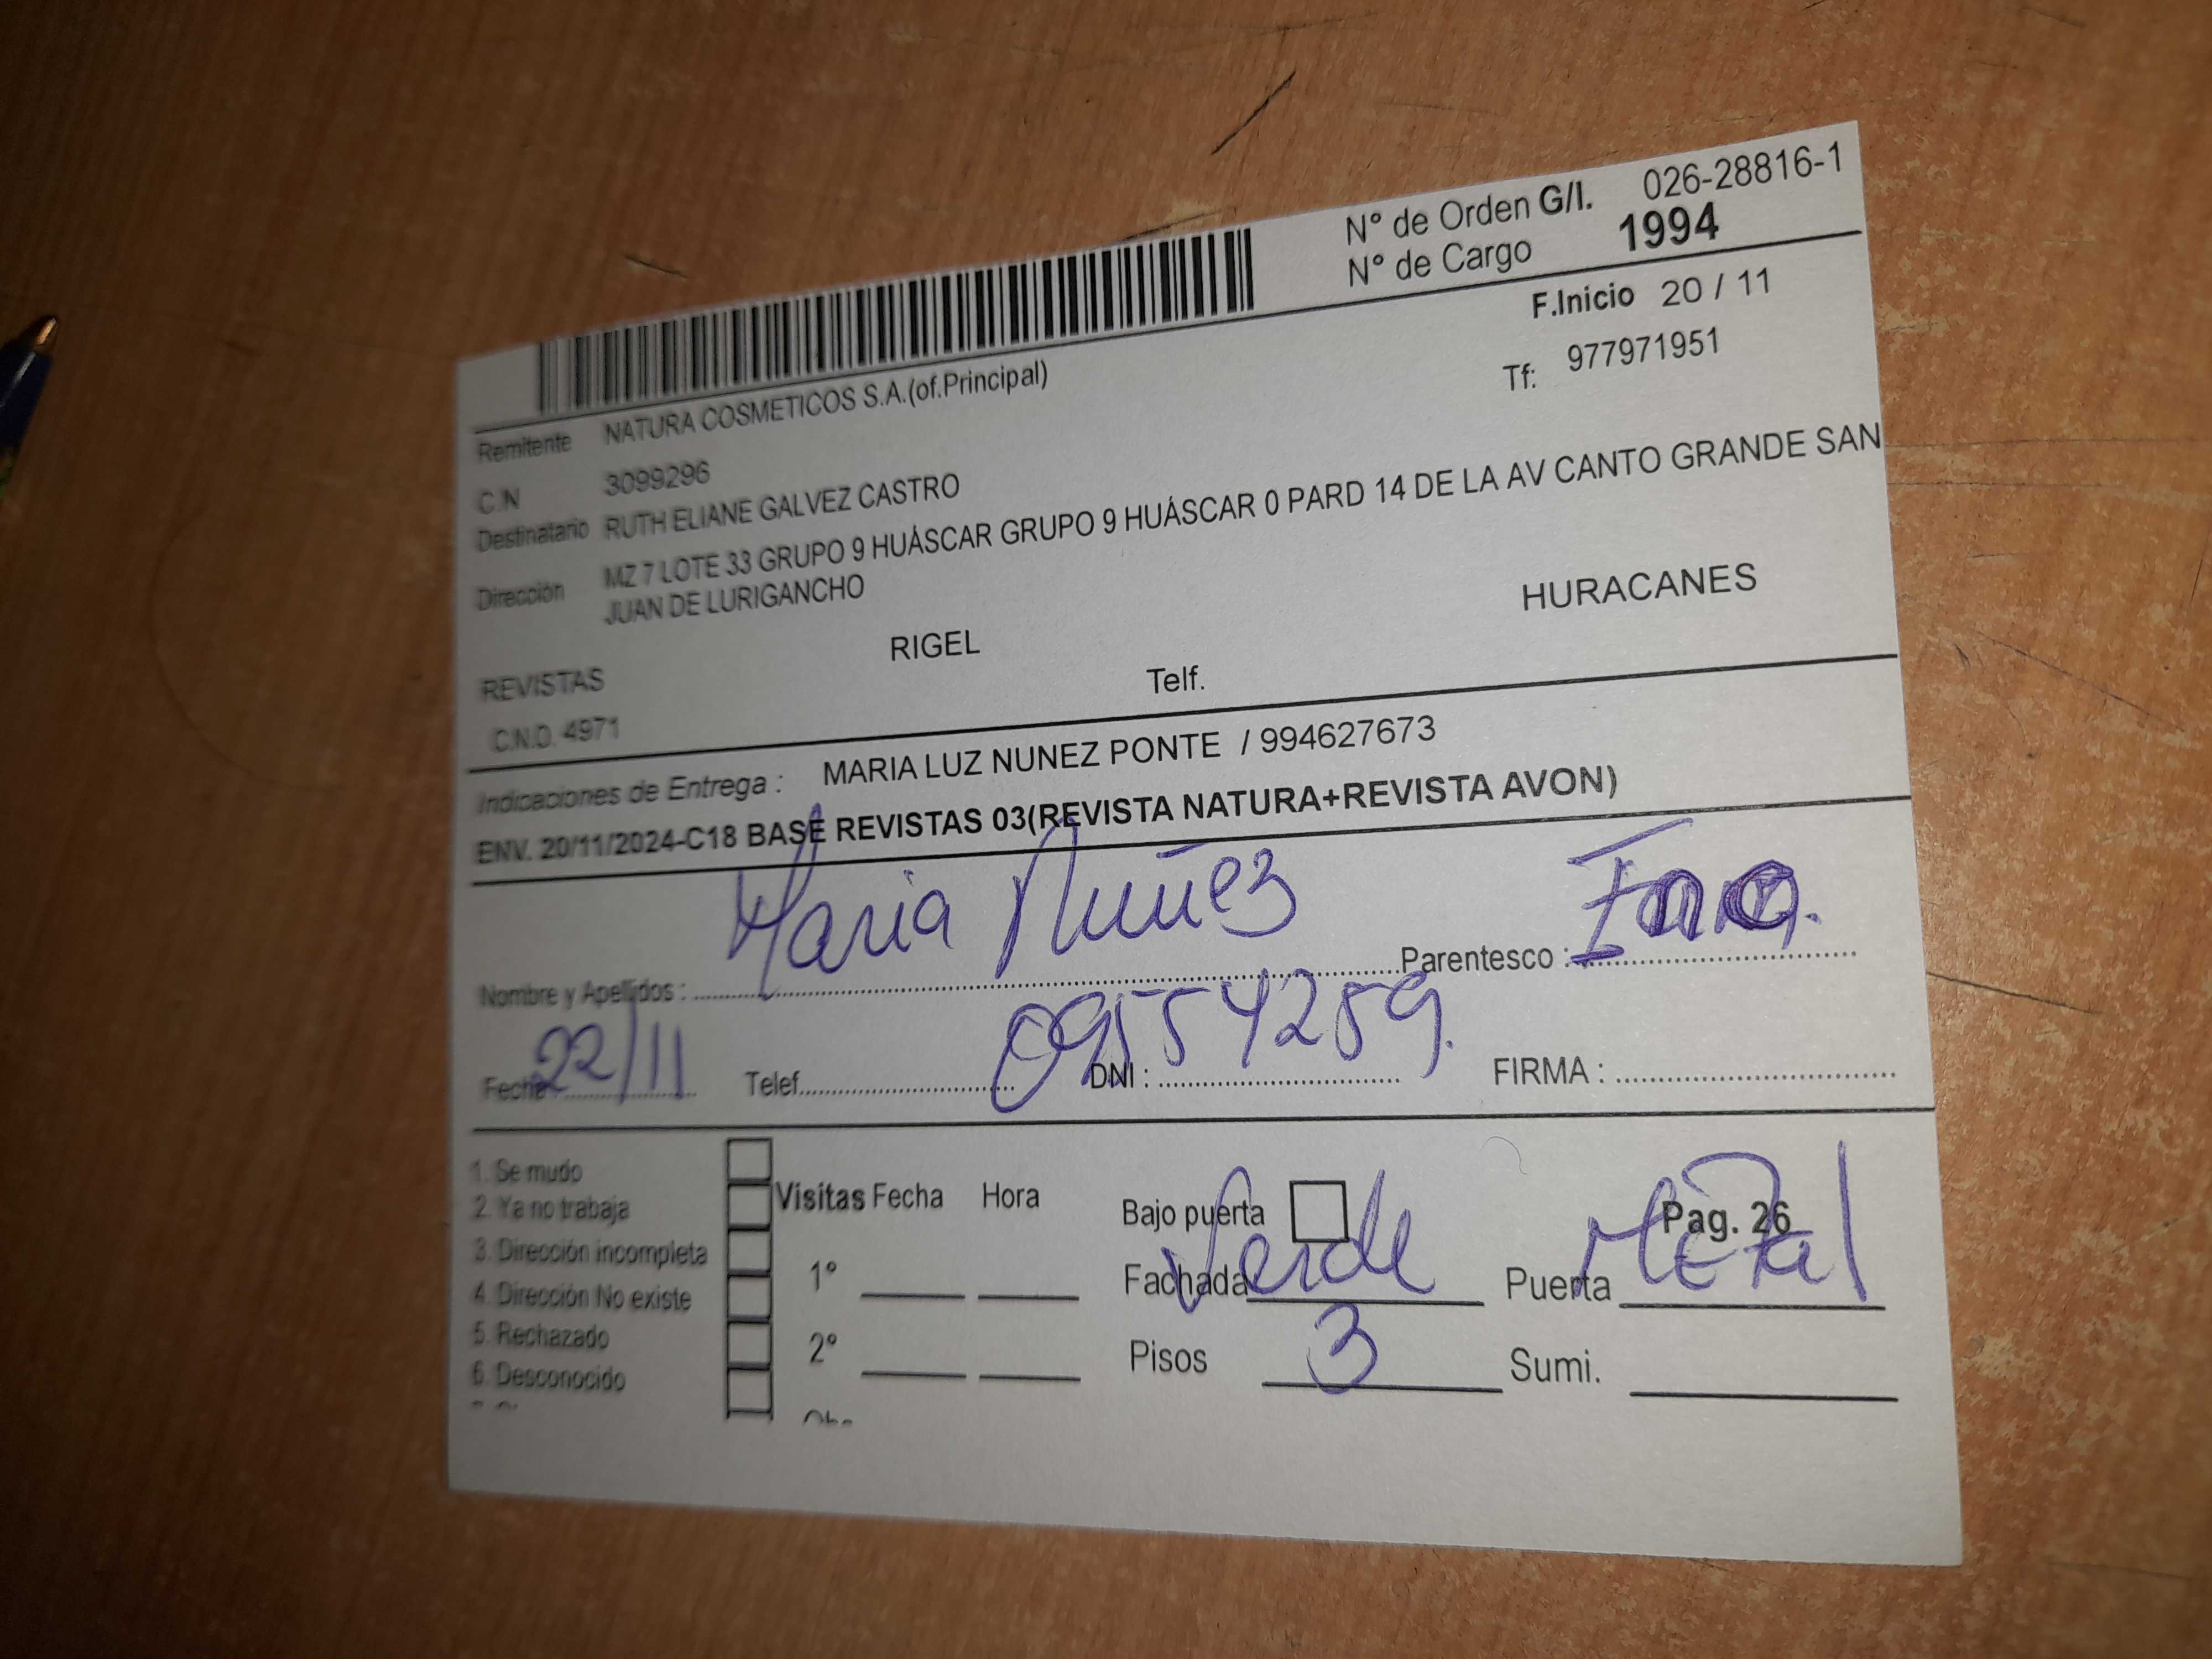 N° de Orden G/I. 026-28816-1
N° de Cargo 1994
F.Inicio 20 / 11
Remitente NATURA COSMETICOS S.A.(of.Principal)
Tf: 977971951
C.N 3099296
Destinatario RUTH ELIANE GALVEZ CASTRO
Dirección MZ 7 LOTE 33 GRUPO 9 HUÁSCAR GRUPO 9 HUÁSCAR 0 PARD 14 DE LA AV CANTO GRANDE SAN
JUAN DE LURIGANCHO
REVISTAS RIGEL HURACANES
C.N.D. 4971 Telf.
Indicaciones de Entrega : MARIA LUZ NUNEZ PONTE / 994627673
ENV. 20/11/2024-C18 BASE REVISTAS 03(REVISTA NATURA+REVISTA AVON)
Nombre y Apellidos : Maria Nuñez Parentesco :
Fecha 22/11 Telef. DNI : 09554259. FIRMA :
1. Se mudo
2. Ya no trabaja
3. Dirección incompleta
4. Dirección No existe
5. Rechazado
6. Desconocido
Visitas Fecha Hora
1°
2°
Bajo puerta Pag. 26
Fachada Verde Puerta Metal
Pisos 3 Sumi.